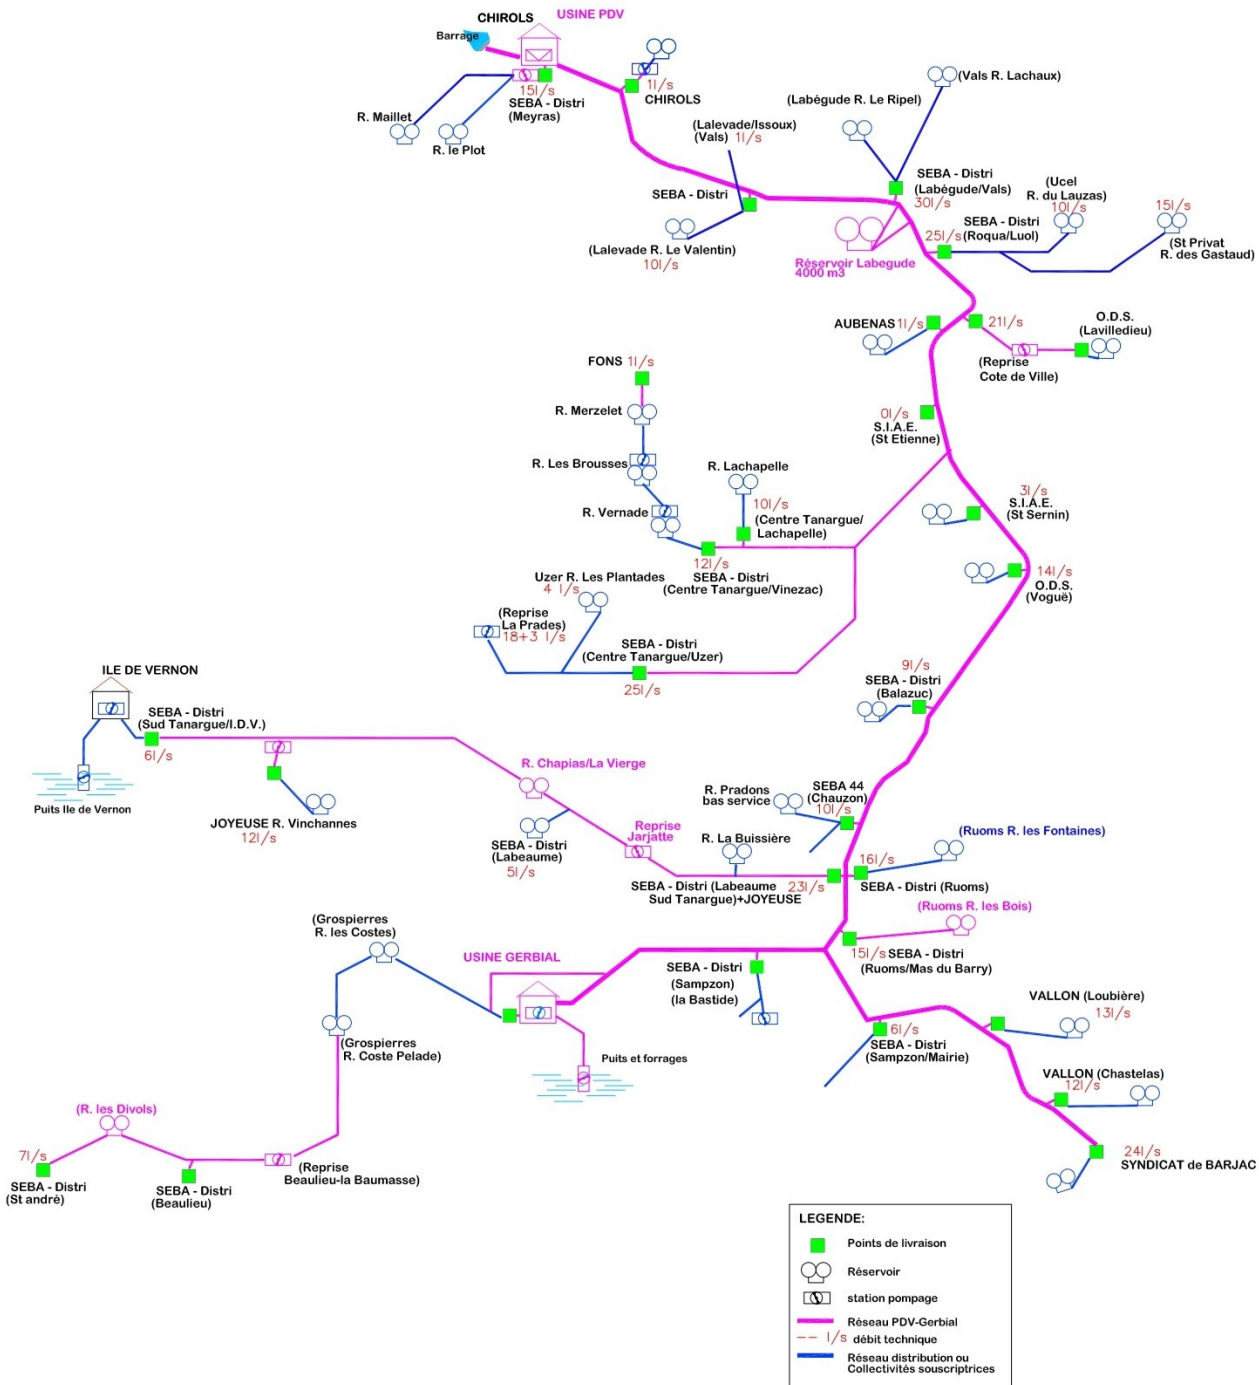 CHIROLS
USINE PDV
Barrage
15l/s
SEBA - Distri
(Meyras)
1l/s
CHIROLS
R. Maillet
R. le Plot
(Vals R. Lachaux)
(Labégude R. Le Ripel)
(Lalevade/Issoux)
(Vals)
1l/s
SEBA - Distri
(Lalevade R. Le Valentin)
10l/s
SEBA - Distri
(Labégude/Vals)
30l/s
(Ucel
R. du Lauzas)
10l/s
15l/s
(St Privat
R. des Gastaud)
SEBA - Distri
(Roqua/Luol)
25l/s
Réservoir Labegude
4000 m3
AUBENAS
1l/s
21l/s
O.D.S.
(Lavilledieu)
(Reprise
Cote de Ville)
FONS
1l/s
R. Merzelet
R. Les Brousses
R. Vernade
R. Lachapelle
10l/s
(Centre Tanargue/
Lachapelle)
12l/s
SEBA - Distri
(Centre Tanargue/Vinezac)
0l/s
S.I.A.E.
(St Etienne)
3l/s
S.I.A.E.
(St Sernin)
14l/s
O.D.S.
(Voguë)
Uzer R. Les Plantades
4 l/s
(Reprise
La Prades)
18+3 l/s
SEBA - Distri
(Centre Tanargue/Uzer)
25l/s
9l/s
SEBA - Distri
(Balazuc)
ILE DE VERNON
SEBA - Distri
(Sud Tanargue/I.D.V.)
6l/s
Puits Ile de Vernon
JOYEUSE R. Vinchannes
12l/s
R. Chapias/La Vierge
SEBA - Distri
(Labeaume)
5l/s
Reprise
Jarjatte
R. Pradons
bas service
SEBA 44
(Chauzon)
10l/s
R. La Buissière
SEBA - Distri (Labeaume
Sud Tanargue)+JOYEUSE
23l/s
16l/s
SEBA - Distri (Ruoms)
(Ruoms R. les Fontaines)
(Ruoms R. les Bois)
15l/s
SEBA - Distri
(Ruoms/Mas du Barry)
(Grospierres
R. les Costes)
USINE GERBIAL
SEBA - Distri
(Sampzon)
(la Bastide)
(Grospierres
R. Coste Pelade)
Puits et forrages
6l/s
SEBA - Distri
(Sampzon/Mairie)
VALLON (Loubière)
13l/s
VALLON (Chastelas)
12l/s
24l/s
SYNDICAT de BARJAC
(R. les Divols)
7l/s
SEBA - Distri
(St andré)
SEBA - Distri
(Beaulieu)
(Reprise
Beaulieu-la Baumasse)
LEGENDE:
Points de livraison
Réservoir
station pompage
Réseau PDV-Gerbial
l/s débit technique
Réseau distribution ou
Collectivités souscriptrices